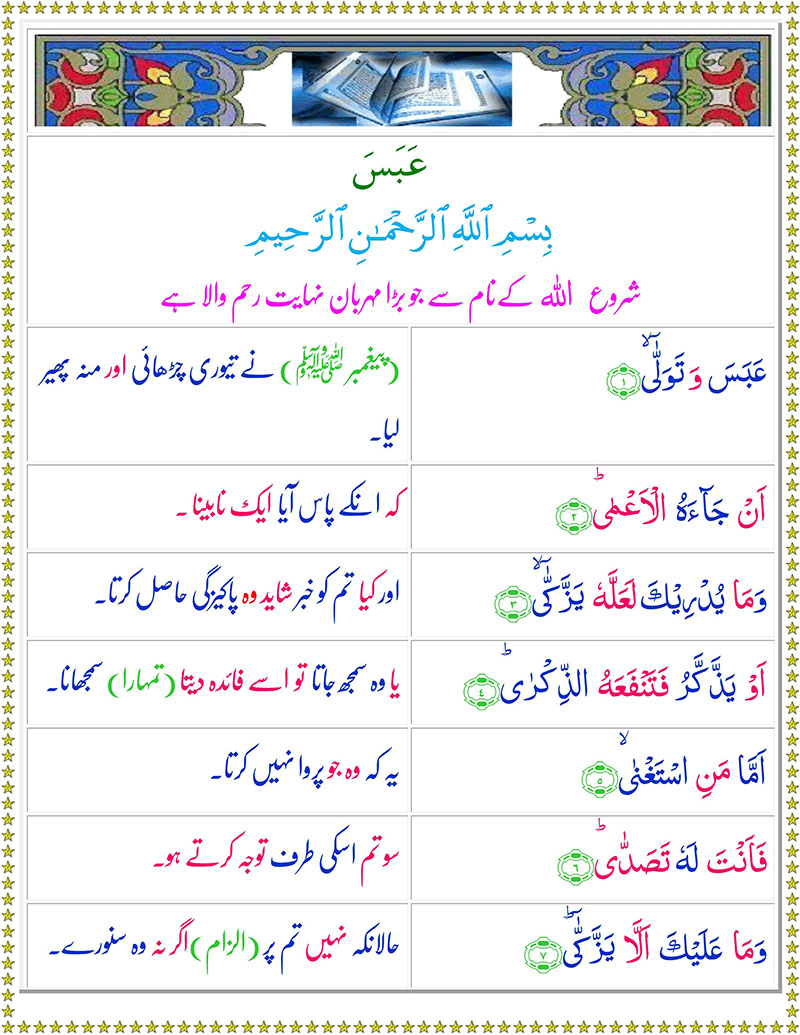 عَبَسَ
بِسْمِ ٱللَّهِ ٱلرَّحْمَـٰنِ ٱلرَّحِيمِ
شروع اللہ کے نام سے جو بڑا مہربان نہایت رحم والا ہے
عَبَسَ وَ تَوَلّٰٓىۙ ﴿۱﴾
(پیغمبر ﷺ) نے تیوری چڑھائی اور منہ پھیر
لیا۔
اَنْ جَآءَهُ الْاَعْمٰىؕ ﴿۲﴾
کہ انکے پاس آیا ایک نابینا ۔
وَمَا يُدْرِيْكَ لَعَلَّهٗ يَزَّكّٰٓىۙ ﴿۳﴾
اور کیا تم کو خبر شاید وہ پاکیزگی حاصل کرتا۔
اَوْ يَذَّكَّرُ فَتَنْفَعَهُ الذِّكْرٰىؕ ﴿۴﴾
یا وہ سمجھ جاتا تو اسے فائدہ دیتا (تمہارا) سمجھانا۔
اَمَّا مَنِ اسْتَغْنٰىۙ ﴿۵﴾
یہ کہ وہ جو پروا نہیں کرتا۔
فَاَنْتَ لَهٗ تَصَدّٰىؕ ﴿۶﴾
سو تم اسکی طرف توجہ کرتے ہو۔
وَمَا عَلَيْكَ اَلَّا يَزَّكّٰٓىؕ ﴿۷﴾
حالانکہ نہیں تم پر (الزام) اگر نہ وہ سنورے۔